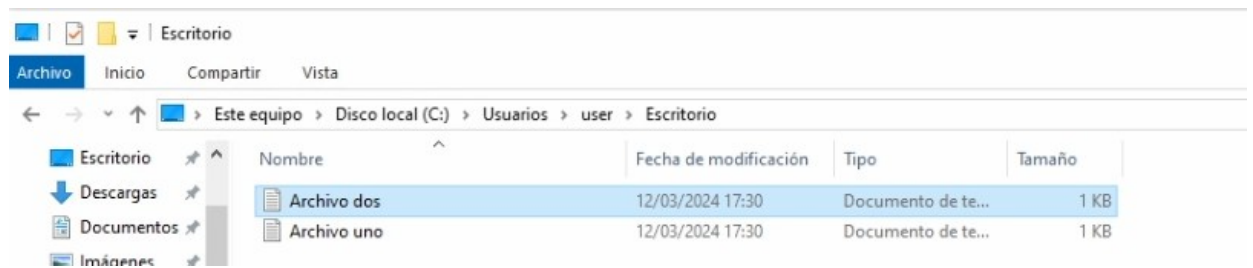 Escritorio
Archivo Inicio Compartir Vista
Este equipo > Disco local (C:) > Usuarios > user > Escritorio
Escritorio Nombre Fecha de modificación Tipo Tamaño
Descargas Archivo dos 12/03/2024 17:30 Documento de te... 1 KB
Documentos Archivo uno 12/03/2024 17:30 Documento de te... 1 KB
Imágenes